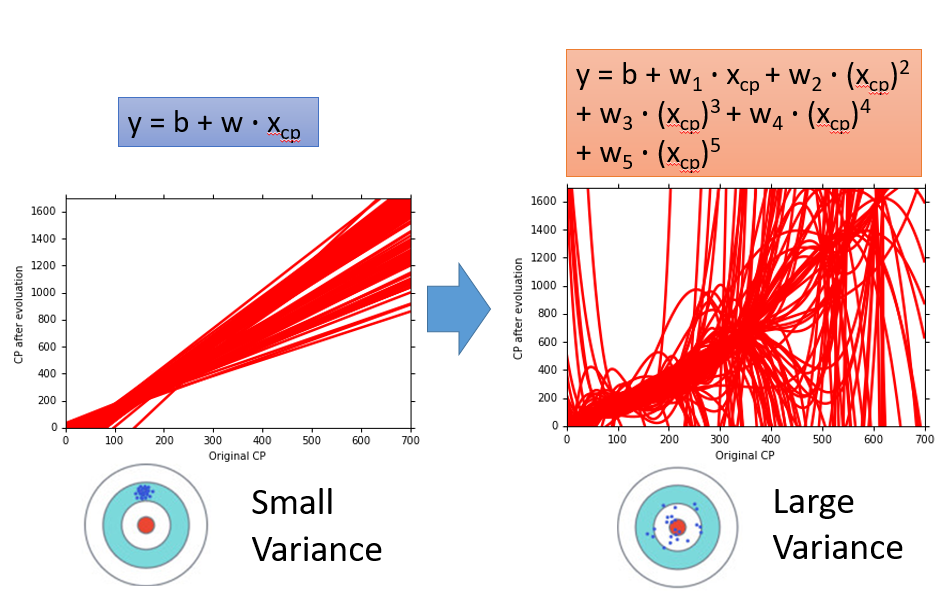 y = b + w ∙ x_cp
y = b + w₁ ∙ x_cp + w₂ ∙ (x_cp)²
+ w₃ ∙ (x_cp)³ + w₄ ∙ (x_cp)⁴
+ w₅ ∙ (x_cp)⁵
1600
1400
1200
1000
800
600
400
200
0
CP after evoluation
0 100 200 300 400 500 600 700
Original CP
1600
1400
1200
1000
800
600
400
200
0
CP after evoluation
0 100 200 300 400 500 600 700
Original CP
Small
Variance
Large
Variance